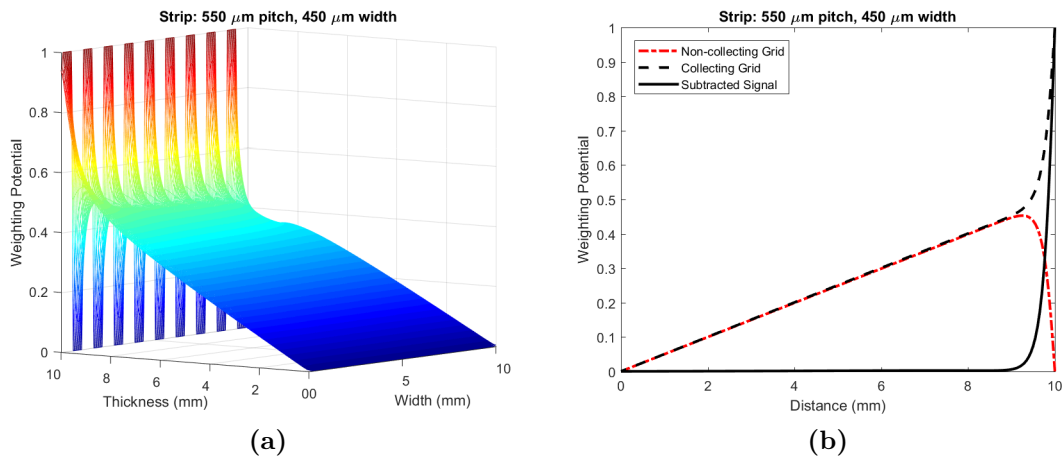 Strip: 550 μm pitch, 450 μm width
1
0.8
0.6
0.4
0.2
0
Weighting Potential
10
8
6
4
2
00
5
10
Thickness (mm)
Width (mm)
(a)
Strip: 550 μm pitch, 450 μm width
Non-collecting Grid
Collecting Grid
Subtracted Signal
1
0.9
0.8
0.7
0.6
0.5
0.4
0.3
0.2
0.1
0
Weighting Potential
0
2
4
6
8
10
Distance (mm)
(b)